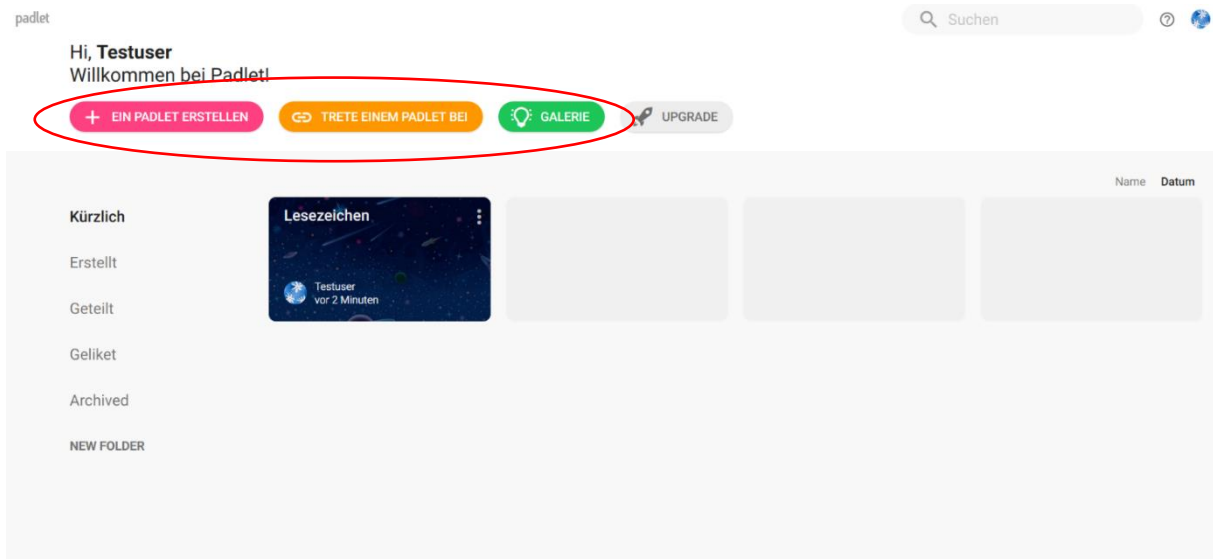 padlet
Suchen
Hi, Testuser
Willkommen bei Padlet!
EIN PADLET ERSTELLEN
TRETE EINEM PADLET BEI
GALERIE
UPGRADE
Name Datum
Kürzlich
Erstellt
Geteilt
Geliket
Archived
NEW FOLDER
Lesezeichen
Testuser
vor 2 Minuten